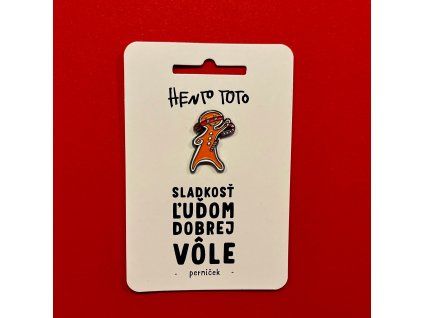 HENTO TOTO
SLADKOSŤ
ĽUĎOM
DOBREJ
VÔLE
- perníček -